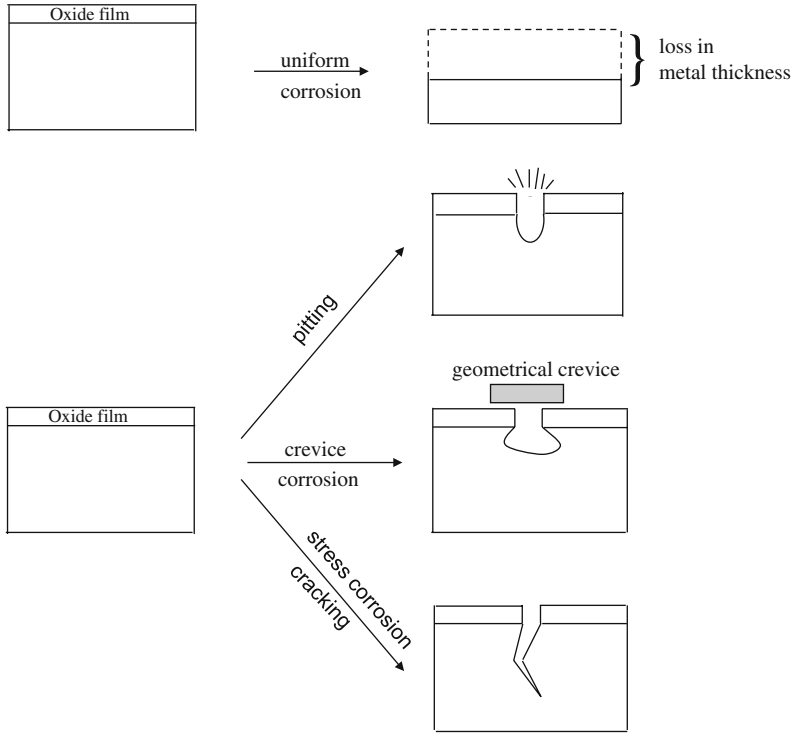 Oxide film
uniform
corrosion
loss in
metal thickness
pitting
geometrical crevice
Oxide film
crevice
corrosion
stress corrosion
cracking